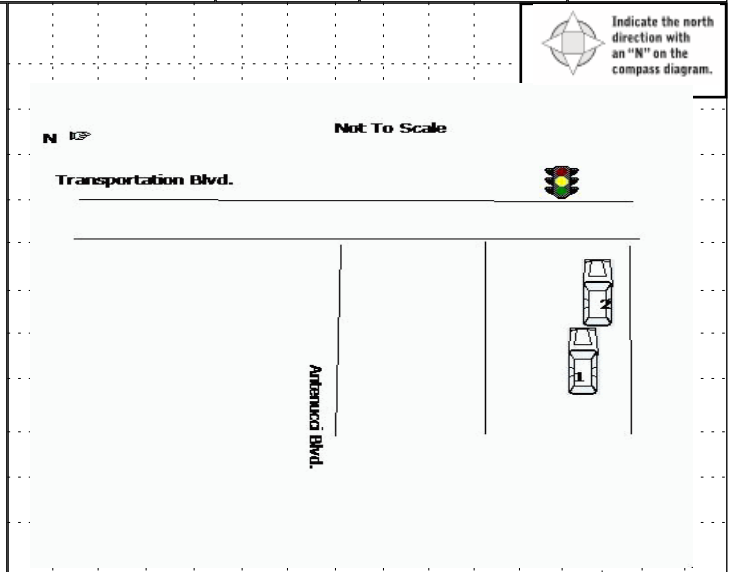 Indicate the north
direction with
an “N” on the
compass diagram.
Not To Scale
N
Transportation Blvd.
2
1
Antenucci Blvd.